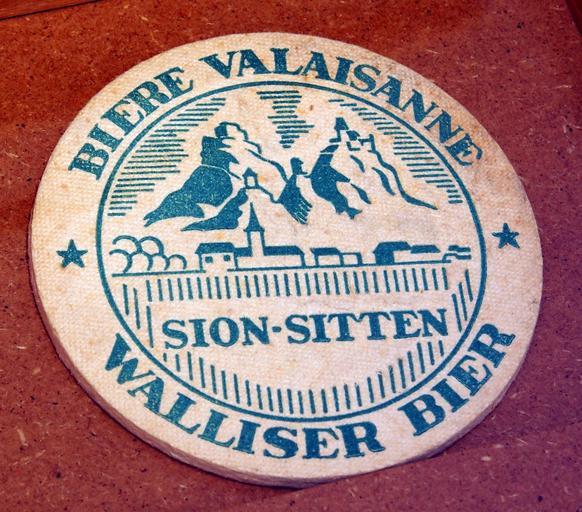 BIERE VALAISANNE
SION-SITTEN
WALLISER BIER